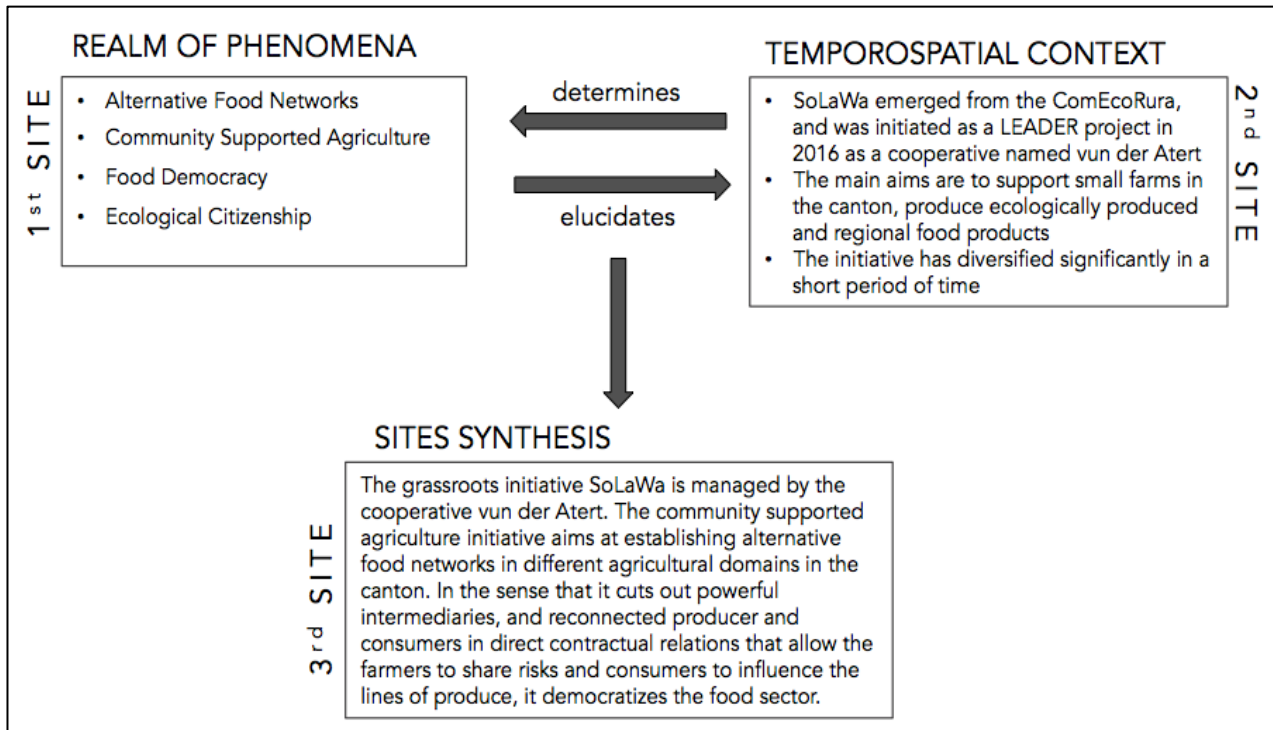 REALM OF PHENOMENA
1st SITE
• Alternative Food Networks
• Community Supported Agriculture
• Food Democracy
• Ecological Citizenship
determines
elucidates
TEMPOROSPATIAL CONTEXT
• SoLaWa emerged from the ComEcoRura,
and was initiated as a LEADER project in
2016 as a cooperative named vun der Atert
• The main aims are to support small farms in
the canton, produce ecologically produced
and regional food products
• The initiative has diversified significantly in a
short period of time
2nd SITE
SITES SYNTHESIS
3rd SITE
The grassroots initiative SoLaWa is managed by the
cooperative vun der Atert. The community supported
agriculture initiative aims at establishing alternative
food networks in different agricultural domains in the
canton. In the sense that it cuts out powerful
intermediaries, and reconnected producer and
consumers in direct contractual relations that allow the
farmers to share risks and consumers to influence the
lines of produce, it democratizes the food sector.